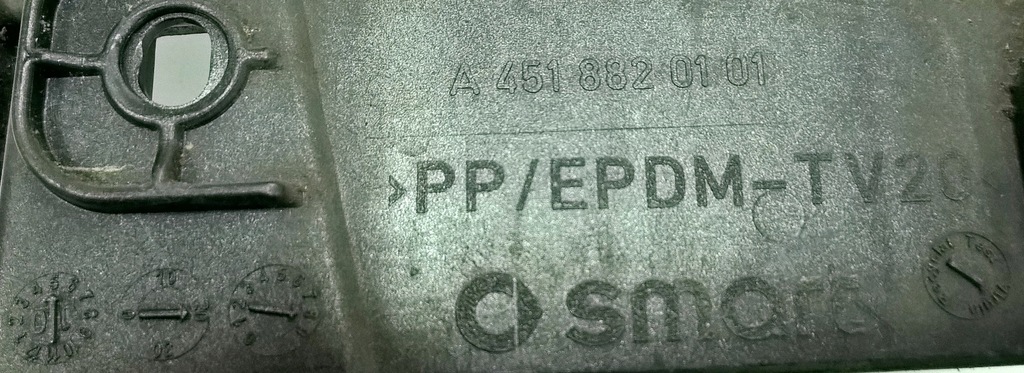 A 451 882 01 01
>PP/EPDM-TV20<
smart